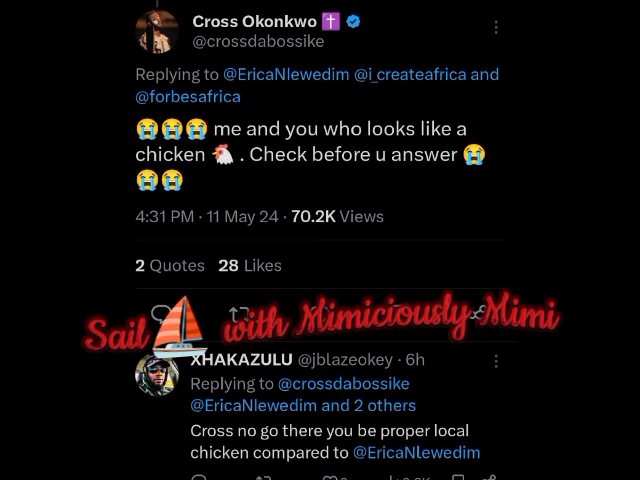 Cross Okonkwo ✝️
@crossdabossike
Replying to @EricaNlewedim @i_createafrica and
@forbesafrica
😭😭😭 me and you who looks like a
chicken 🐔 . Check before u answer 😭
😭😭
4:31 PM · 11 May 24 · 70.2K Views
2 Quotes 28 Likes
Sail ⛵ with Mimiciously Mimi
XHAKAZULU @jblazeokey · 6h
Replying to @crossdabossike
@EricaNlewedim and 2 others
Cross no go there you be proper local
chicken compared to @EricaNlewedim